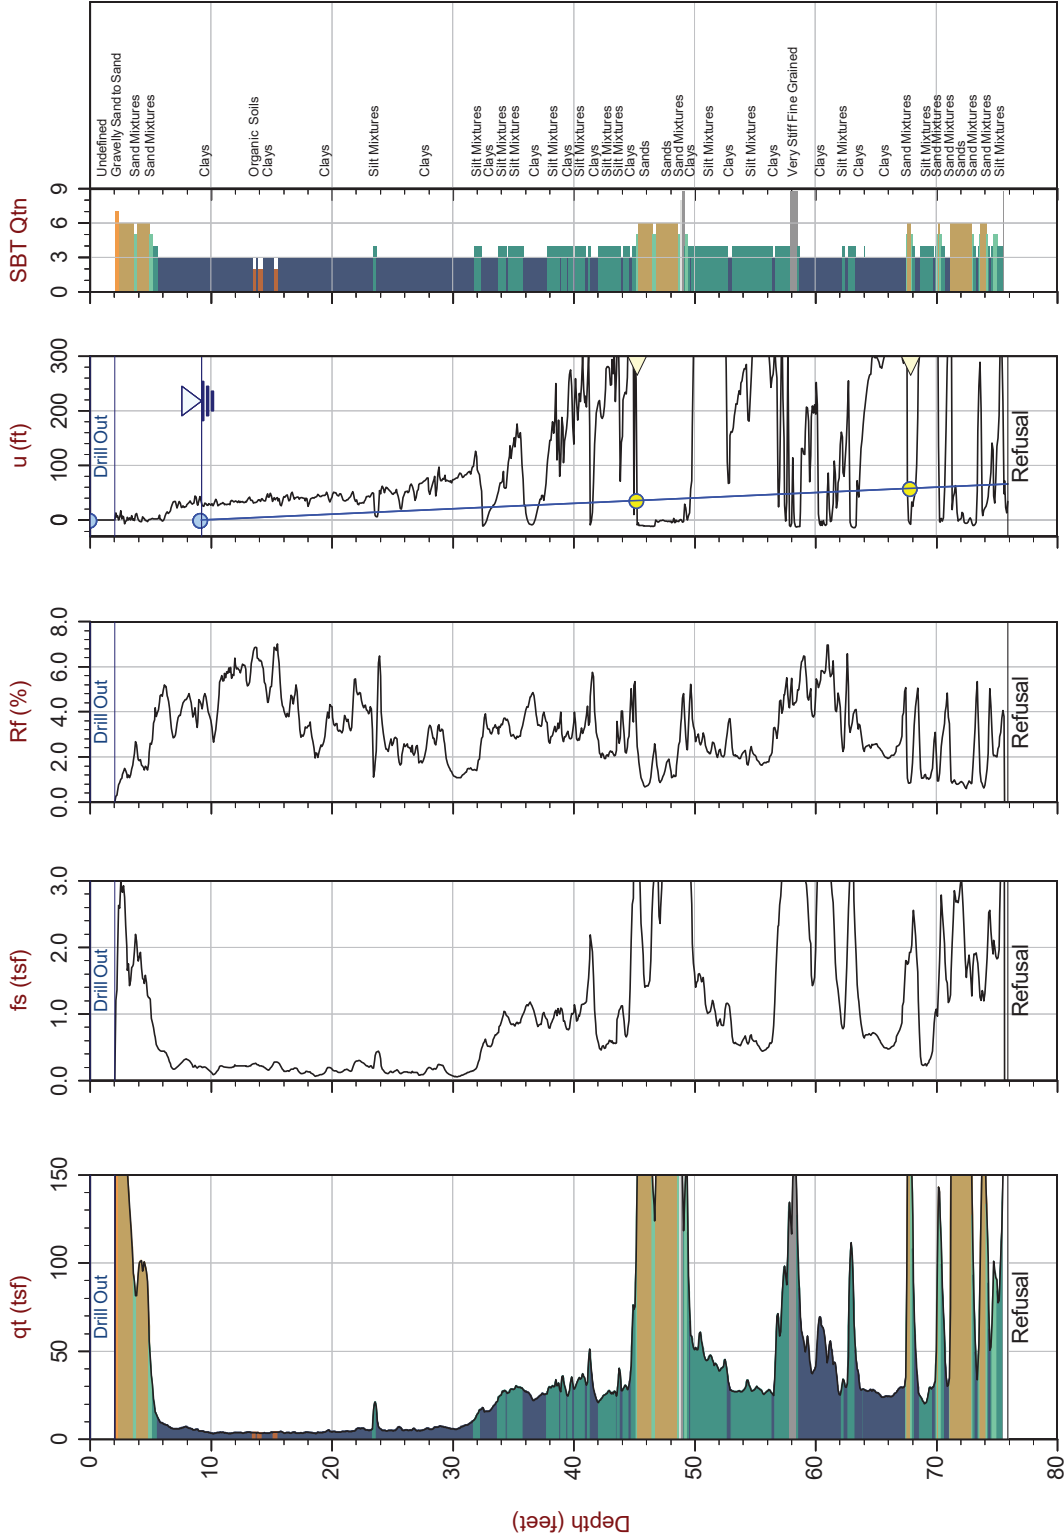 qt (tsf)
0 50 100 150
fs (tsf)
0.0 1.0 2.0 3.0
Rf (%)
0.0 2.0 4.0 6.0 8.0
u (ft)
0 100 200 300
SBT Qtn
0 3 6 9
Depth (feet)
0
10
20
30
40
50
60
70
80
Drill Out
Drill Out
Drill Out
Drill Out
Undefined
Gravelly Sand to Sand
Sand Mixtures
Sand Mixtures
Clays
Organic Soils
Clays
Clays
Silt Mixtures
Clays
Silt Mixtures
Clays
Silt Mixtures
Silt Mixtures
Clays
Silt Mixtures
Clays
Silt Mixtures
Clays
Silt Mixtures
Silt Mixtures
Clays
Sands
Sands
Sand Mixtures
Clays
Silt Mixtures
Clays
Silt Mixtures
Clays
Very Stiff Fine Grained
Clays
Silt Mixtures
Clays
Clays
Sand Mixtures
Silt Mixtures
Sand Mixtures
Sand Mixtures
Sands
Sand Mixtures
Sand Mixtures
Silt Mixtures
Refusal
Refusal
Refusal
Refusal